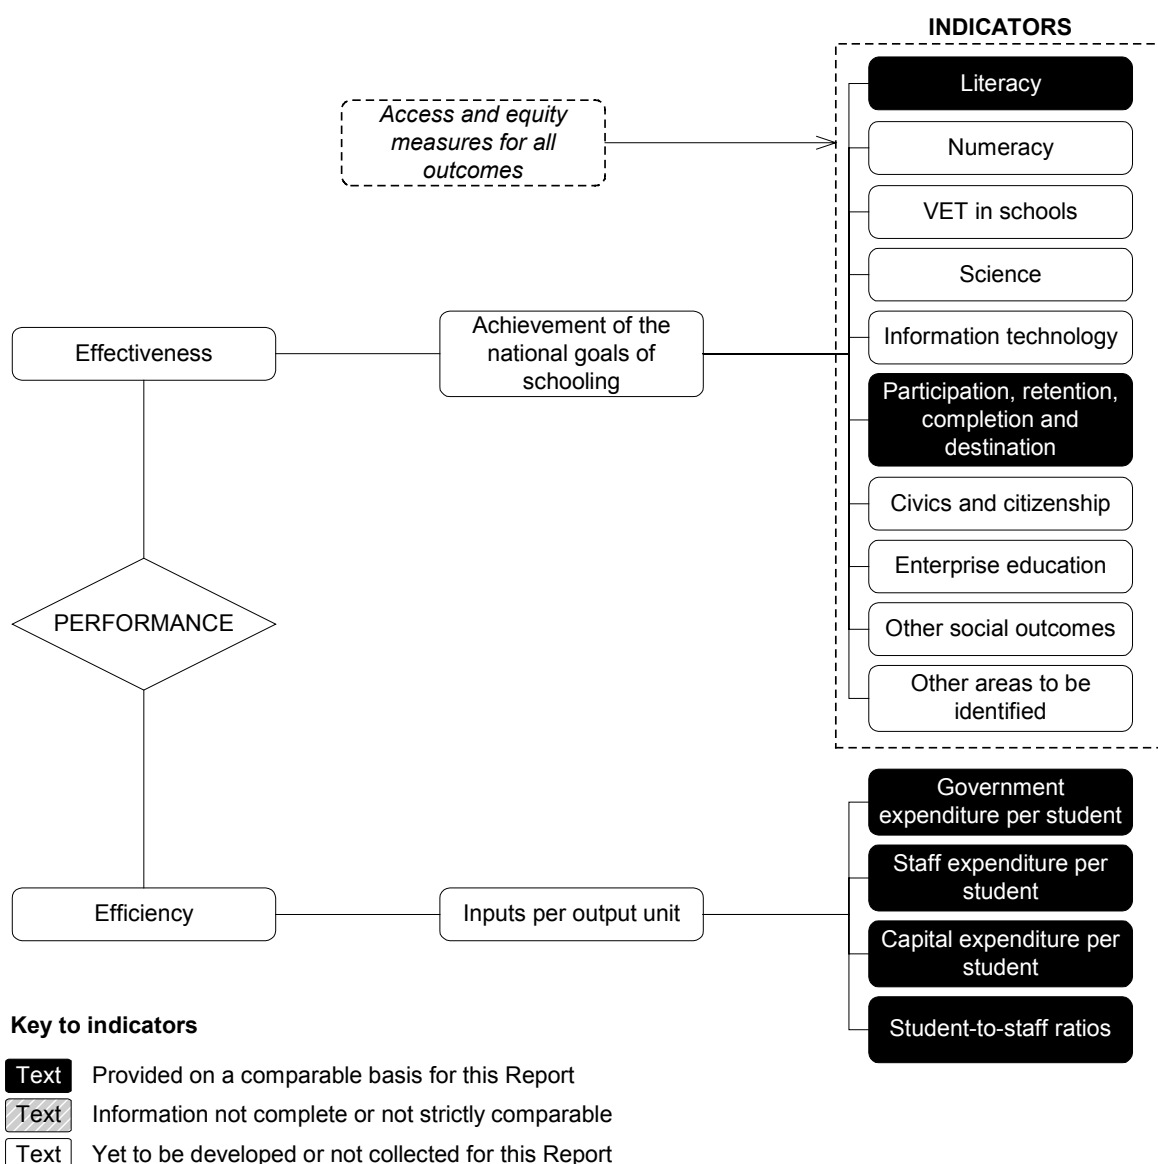 INDICATORS
Literacy
Access and equity
measures for all
outcomes
Numeracy
VET in schools
Science
Information technology
Effectiveness
Achievement of the
national goals of
schooling
Participation, retention,
completion and
destination
Civics and citizenship
Enterprise education
PERFORMANCE
Other social outcomes
Other areas to be
identified
Government
expenditure per student
Staff expenditure per
student
Efficiency
Inputs per output unit
Capital expenditure per
student
Student-to-staff ratios
Key to indicators
Text Provided on a comparable basis for this Report
Text Information not complete or not strictly comparable
Text Yet to be developed or not collected for this Report